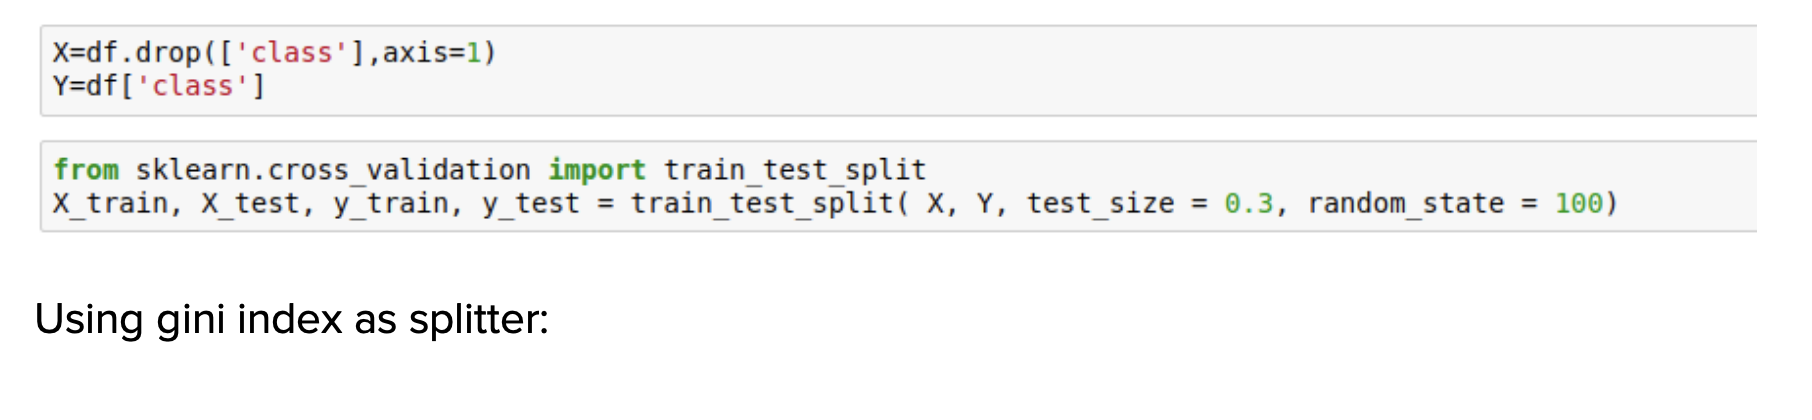 X=df.drop(['class'],axis=1)
Y=df['class']
from sklearn.cross_validation import train_test_split
X_train, X_test, y_train, y_test = train_test_split( X, Y, test_size = 0.3, random_state = 100)
Using gini index as splitter: